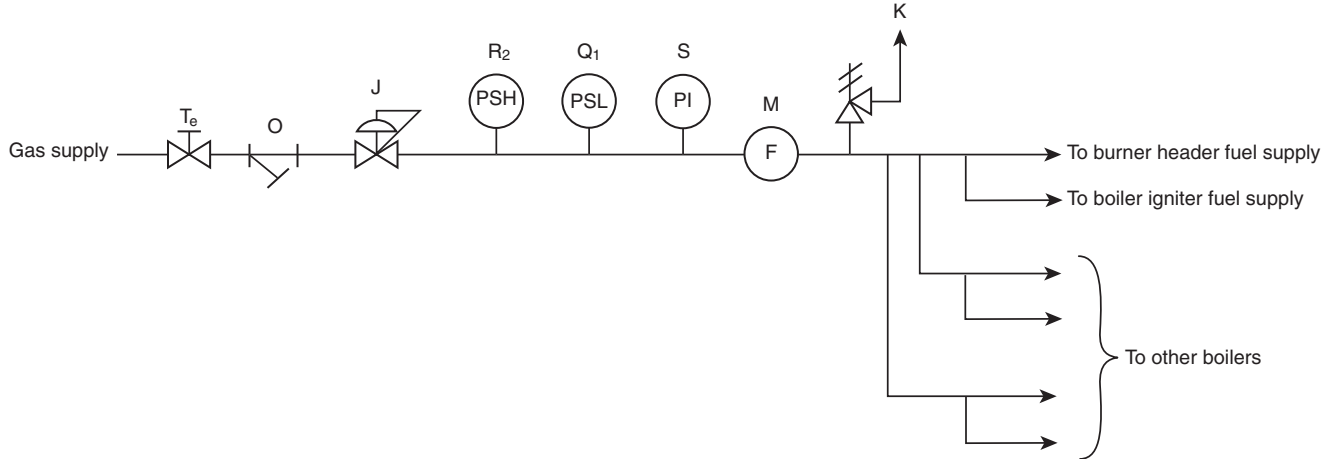 K
R₂ Q₁ S
J
PSH PSL PI
Tₑ O M
Gas supply F To burner header fuel supply
To boiler igniter fuel supply
To other boilers